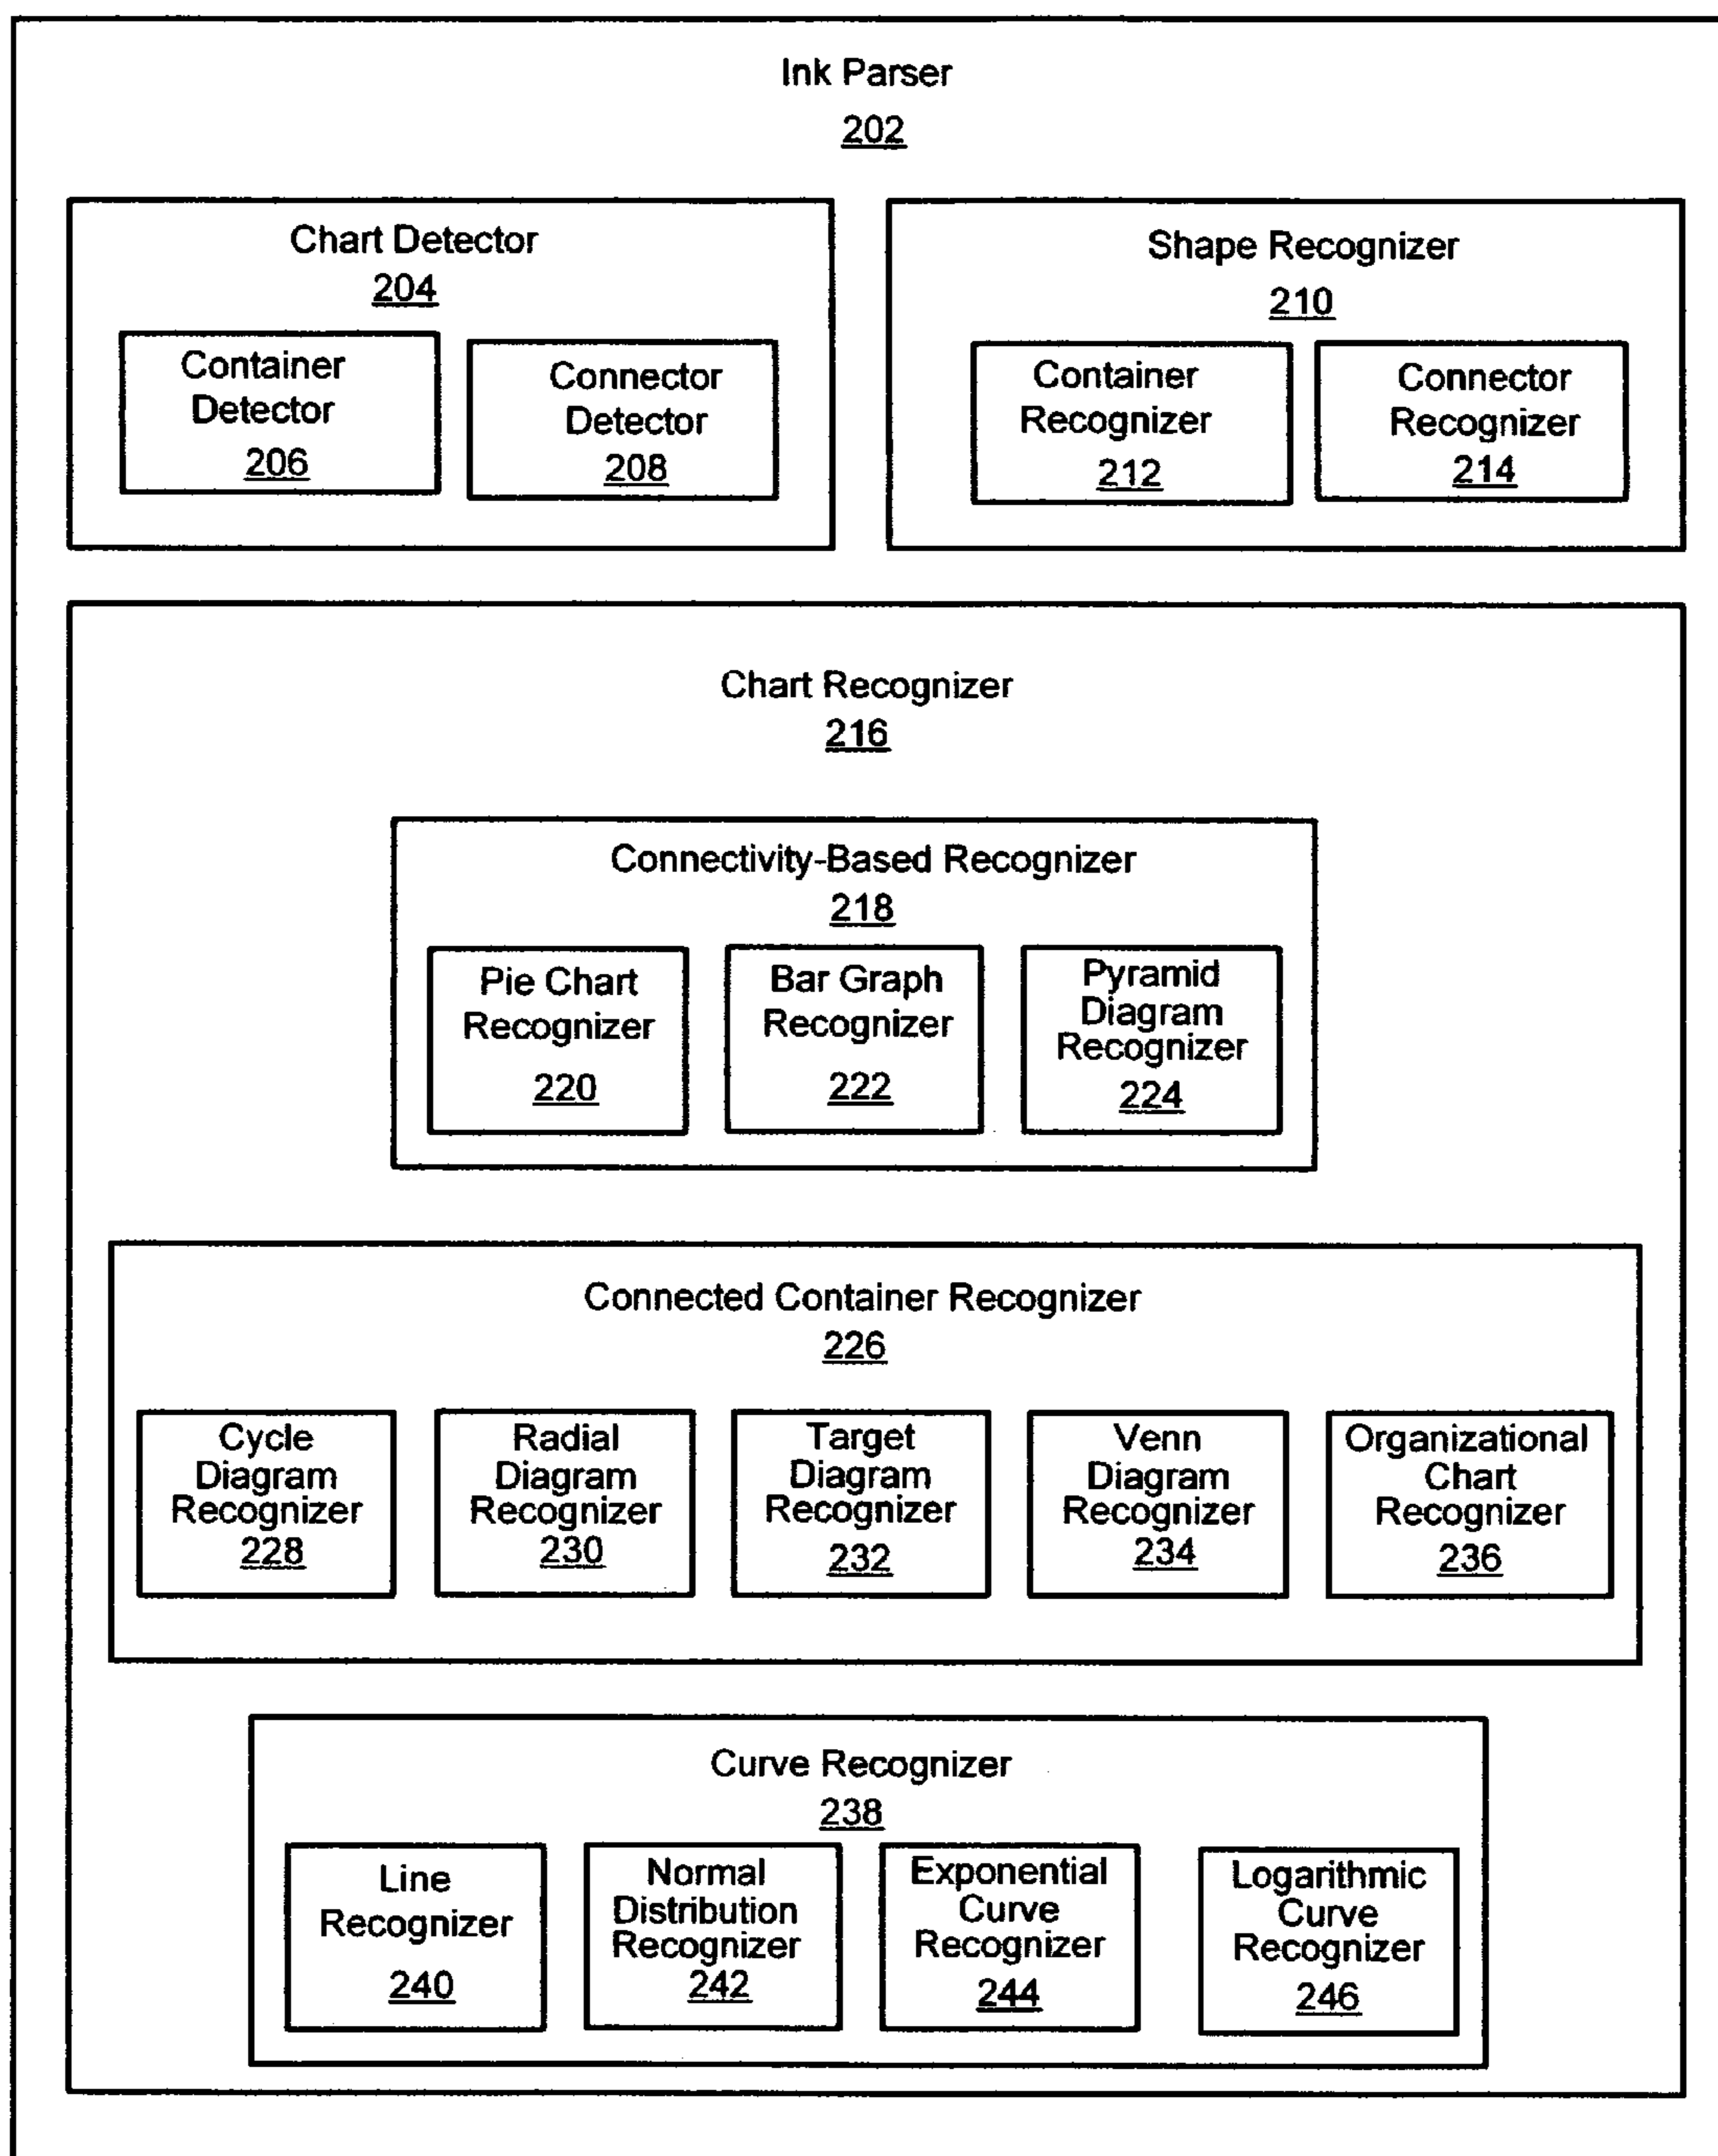 Ink Parser
202
Chart Detector
204
Container
Detector
206
Connector
Detector
208
Shape Recognizer
210
Container
Recognizer
212
Connector
Recognizer
214
Chart Recognizer
216
Connectivity-Based Recognizer
218
Pie Chart
Recognizer
220
Bar Graph
Recognizer
222
Pyramid
Diagram
Recognizer
224
Connected Container Recognizer
226
Cycle
Diagram
Recognizer
228
Radial
Diagram
Recognizer
230
Target
Diagram
Recognizer
232
Venn
Diagram
Recognizer
234
Organizational
Chart
Recognizer
236
Curve Recognizer
238
Line
Recognizer
240
Normal
Distribution
Recognizer
242
Exponential
Curve
Recognizer
244
Logarithmic
Curve
Recognizer
246